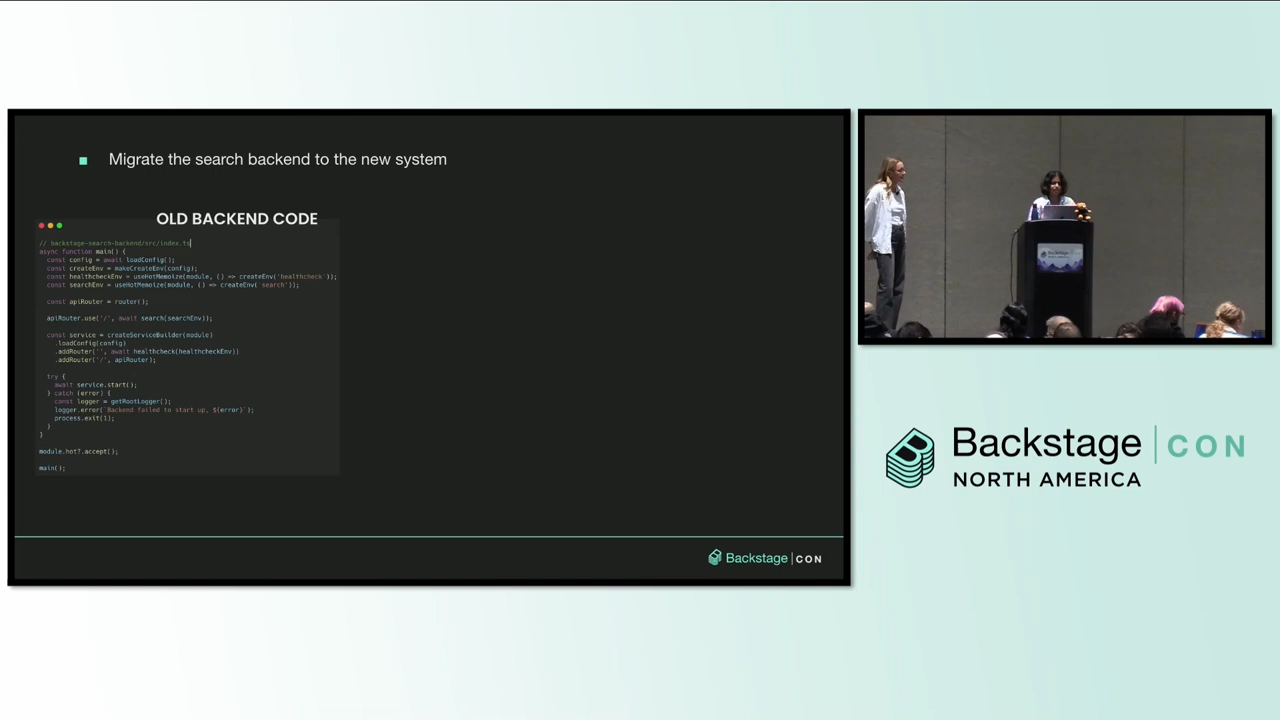 Migrate the search backend to the new system
OLD BACKEND CODE
// backstage-search-backend/src/index.ts
async function main() {
const config = await loadConfig();
const createEnv = makeCreateEnv(config);
const healthcheckEnv = useHotMemoize(module, () => createEnv('healthcheck'));
const searchEnv = useHotMemoize(module, () => createEnv('search'));
const apiRouter = router();
apiRouter.use('/', await search(searchEnv));
const service = createServiceBuilder(module)
.loadConfig(config)
.addRouter('', await healthcheck(healthcheckEnv))
.addRouter('/', apiRouter);
try {
await service.start();
} catch (error) {
const logger = getRootLogger();
logger.error(`Backend failed to start up, ${error}`);
process.exit(1);
}
}
module.hot?.accept();
main();
Backstage | CON
Backstage | CON
NORTH AMERICA